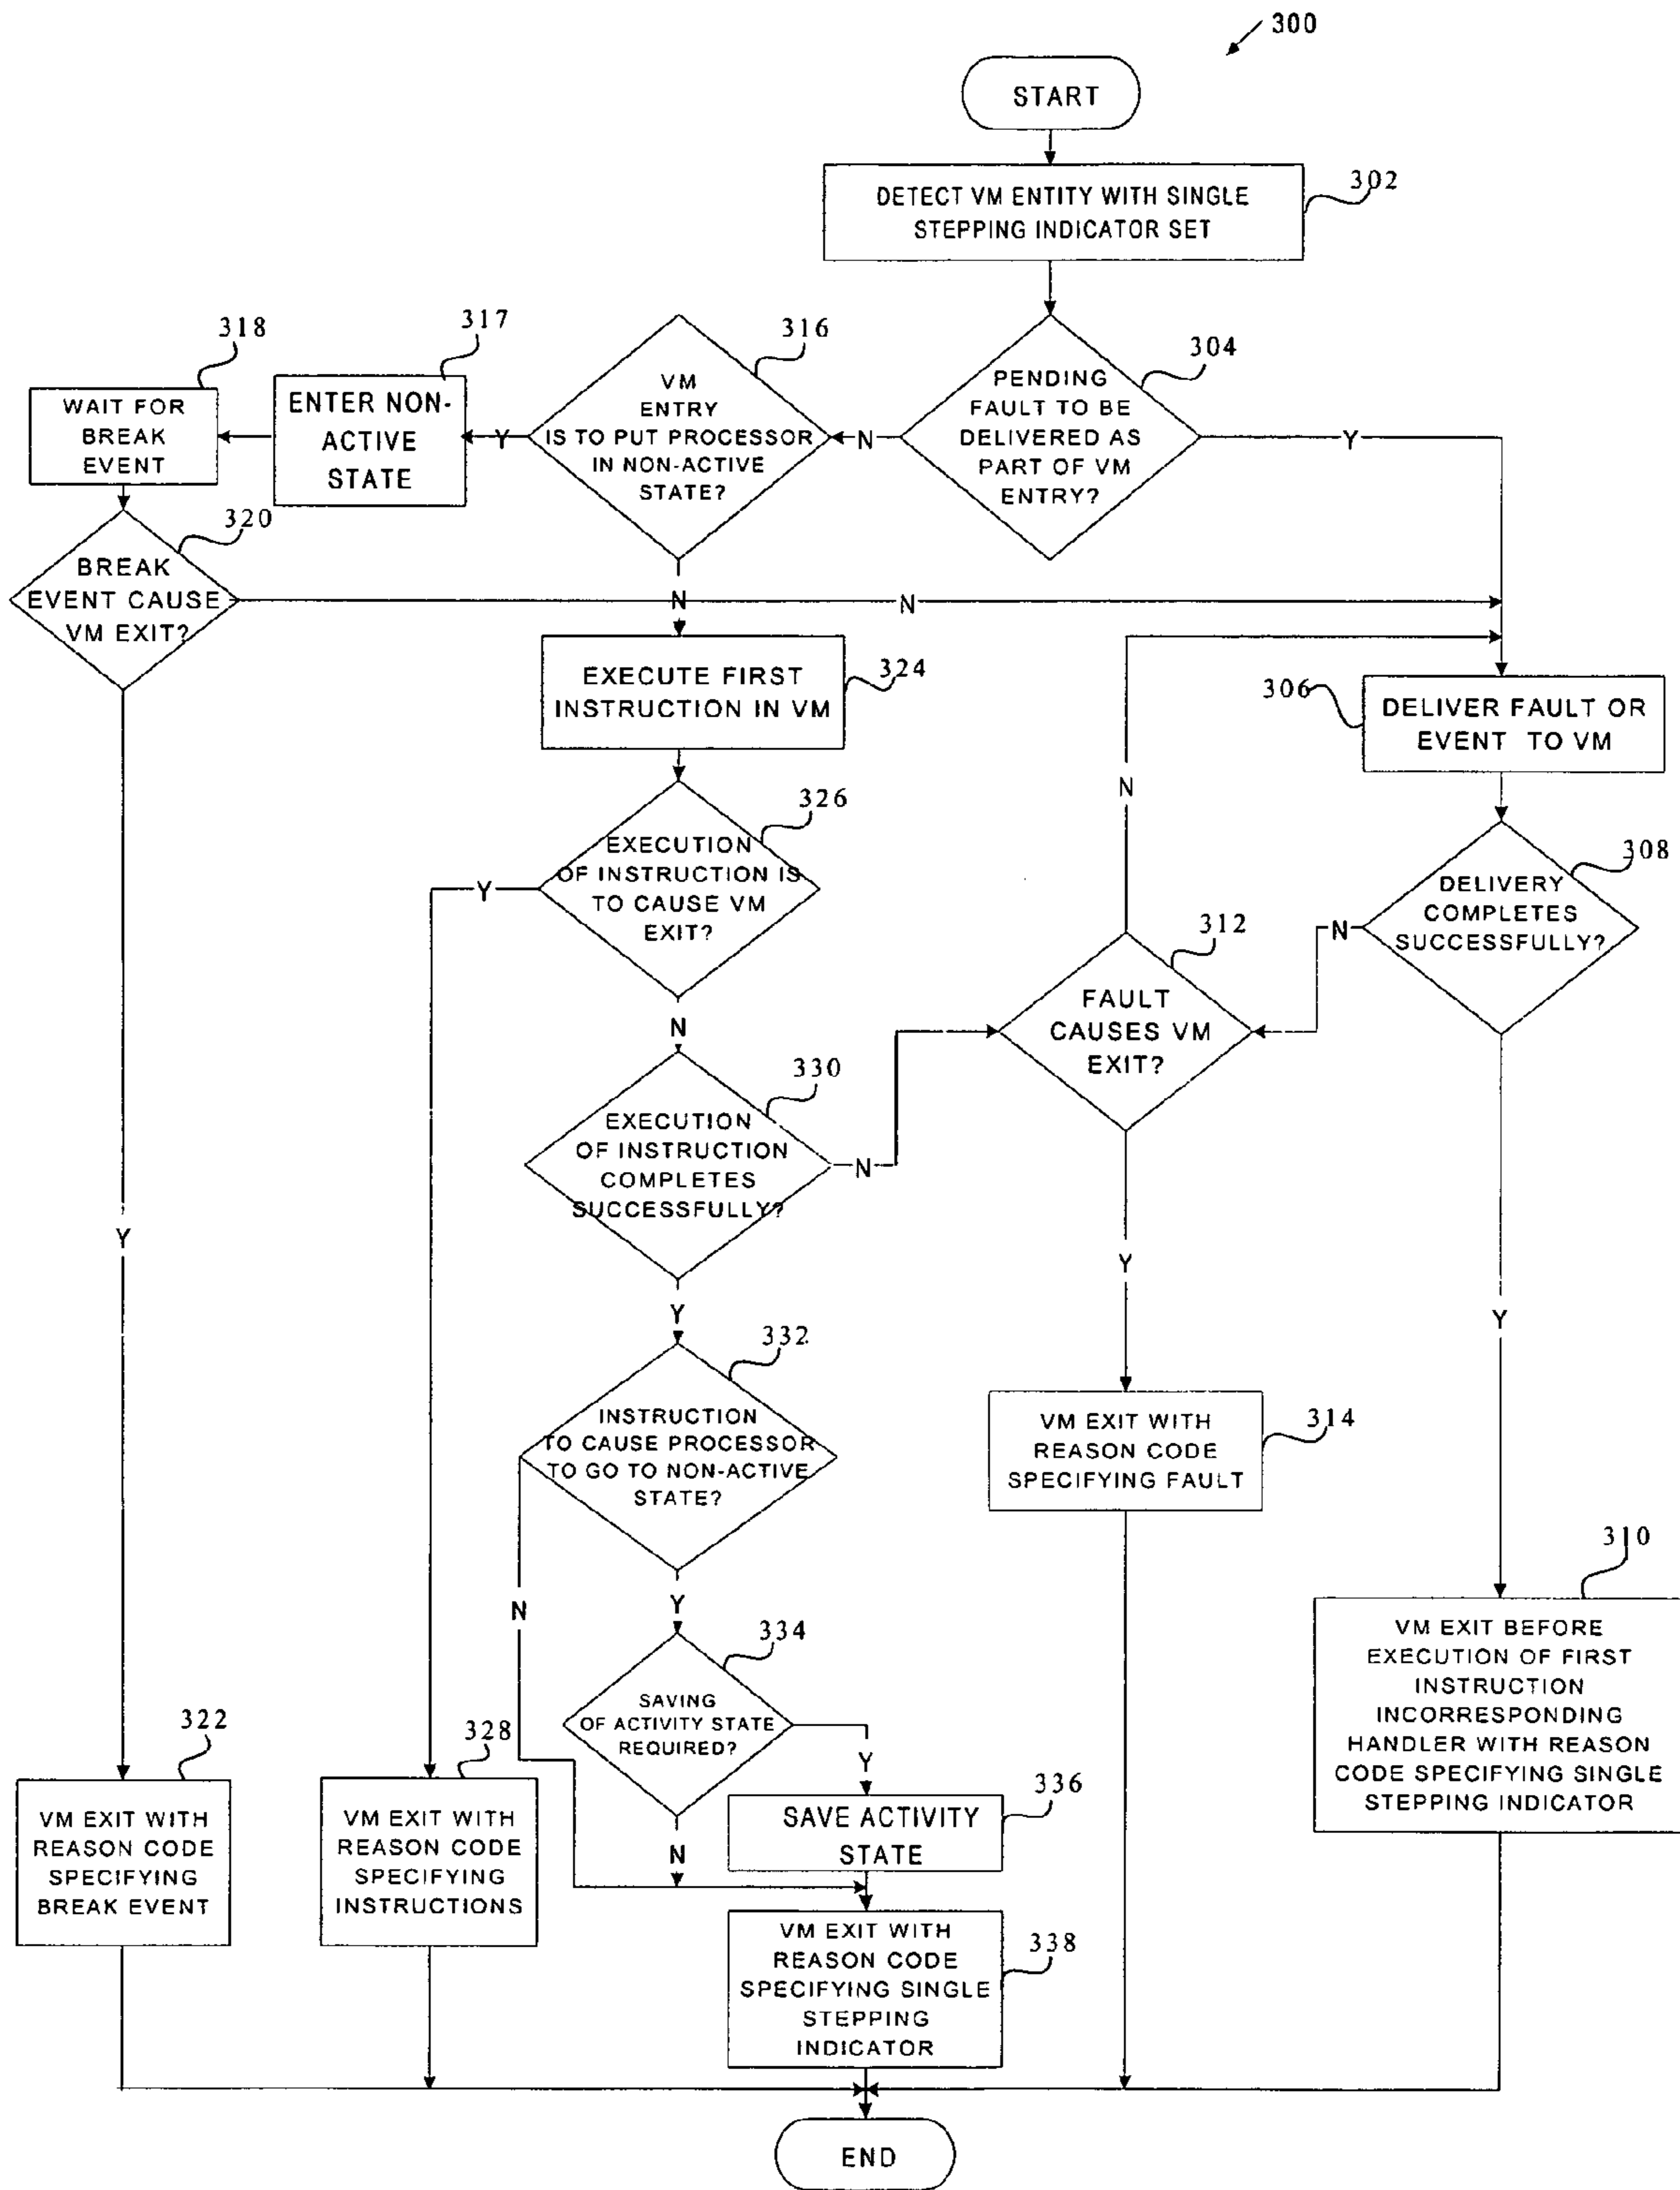 300
START
302
DETECT VM ENTITY WITH SINGLE
STEPPING INDICATOR SET
304
PENDING
FAULT TO BE
DELIVERED AS
PART OF VM
ENTRY?
N
Y
316
VM
ENTRY
IS TO PUT PROCESSOR
IN NON-ACTIVE
STATE?
Y
N
317
ENTER NON-
ACTIVE
STATE
318
WAIT FOR
BREAK
EVENT
320
BREAK
EVENT CAUSE
VM EXIT?
N
Y
324
EXECUTE FIRST
INSTRUCTION IN VM
306
DELIVER FAULT OR
EVENT TO VM
326
EXECUTION
OF INSTRUCTION IS
TO CAUSE VM
EXIT?
Y
N
308
DELIVERY
COMPLETES
SUCCESSFULLY?
N
Y
312
FAULT
CAUSES VM
EXIT?
N
Y
330
EXECUTION
OF INSTRUCTION
COMPLETES
SUCCESSFULLY?
N
Y
332
INSTRUCTION
TO CAUSE PROCESSOR
TO GO TO NON-ACTIVE
STATE?
N
Y
314
VM EXIT WITH
REASON CODE
SPECIFYING FAULT
334
SAVING
OF ACTIVITY STATE
REQUIRED?
Y
N
310
VM EXIT BEFORE
EXECUTION OF FIRST
INSTRUCTION
INCORRESPONDING
HANDLER WITH REASON
CODE SPECIFYING SINGLE
STEPPING INDICATOR
322
VM EXIT WITH
REASON CODE
SPECIFYING
BREAK EVENT
328
VM EXIT WITH
REASON CODE
SPECIFYING
INSTRUCTIONS
336
SAVE ACTIVITY
STATE
338
VM EXIT WITH
REASON CODE
SPECIFYING SINGLE
STEPPING
INDICATOR
END